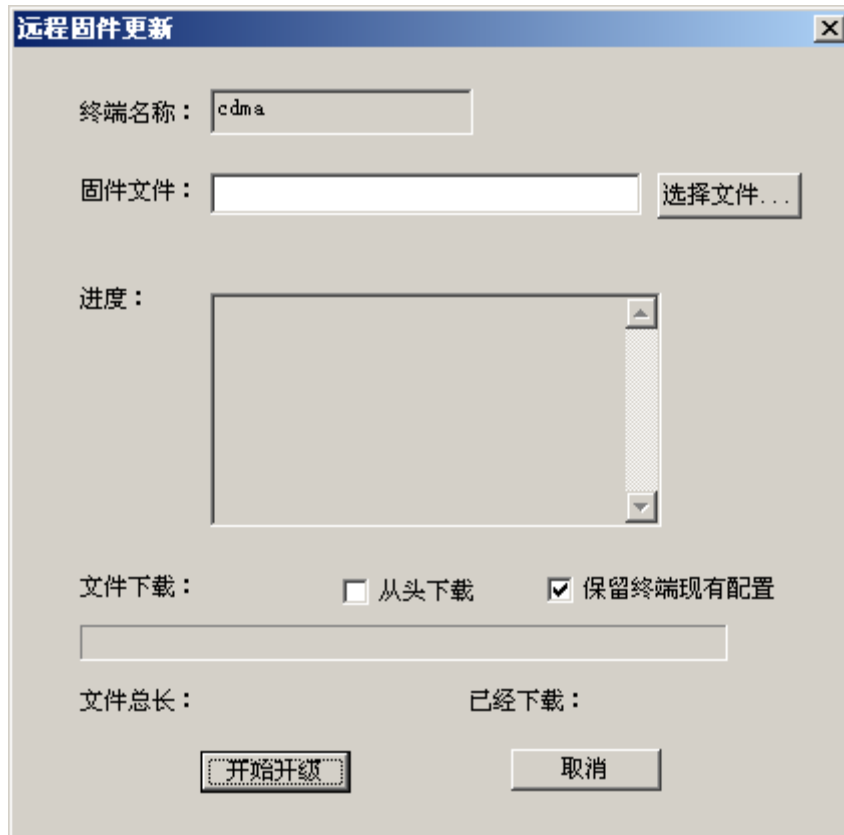 远程固件更新
终端名称： cdma
固件文件： 选择文件...
进度：
文件下载： 从头下载 保留终端现有配置
文件总长： 已经下载：
开始升级 取消